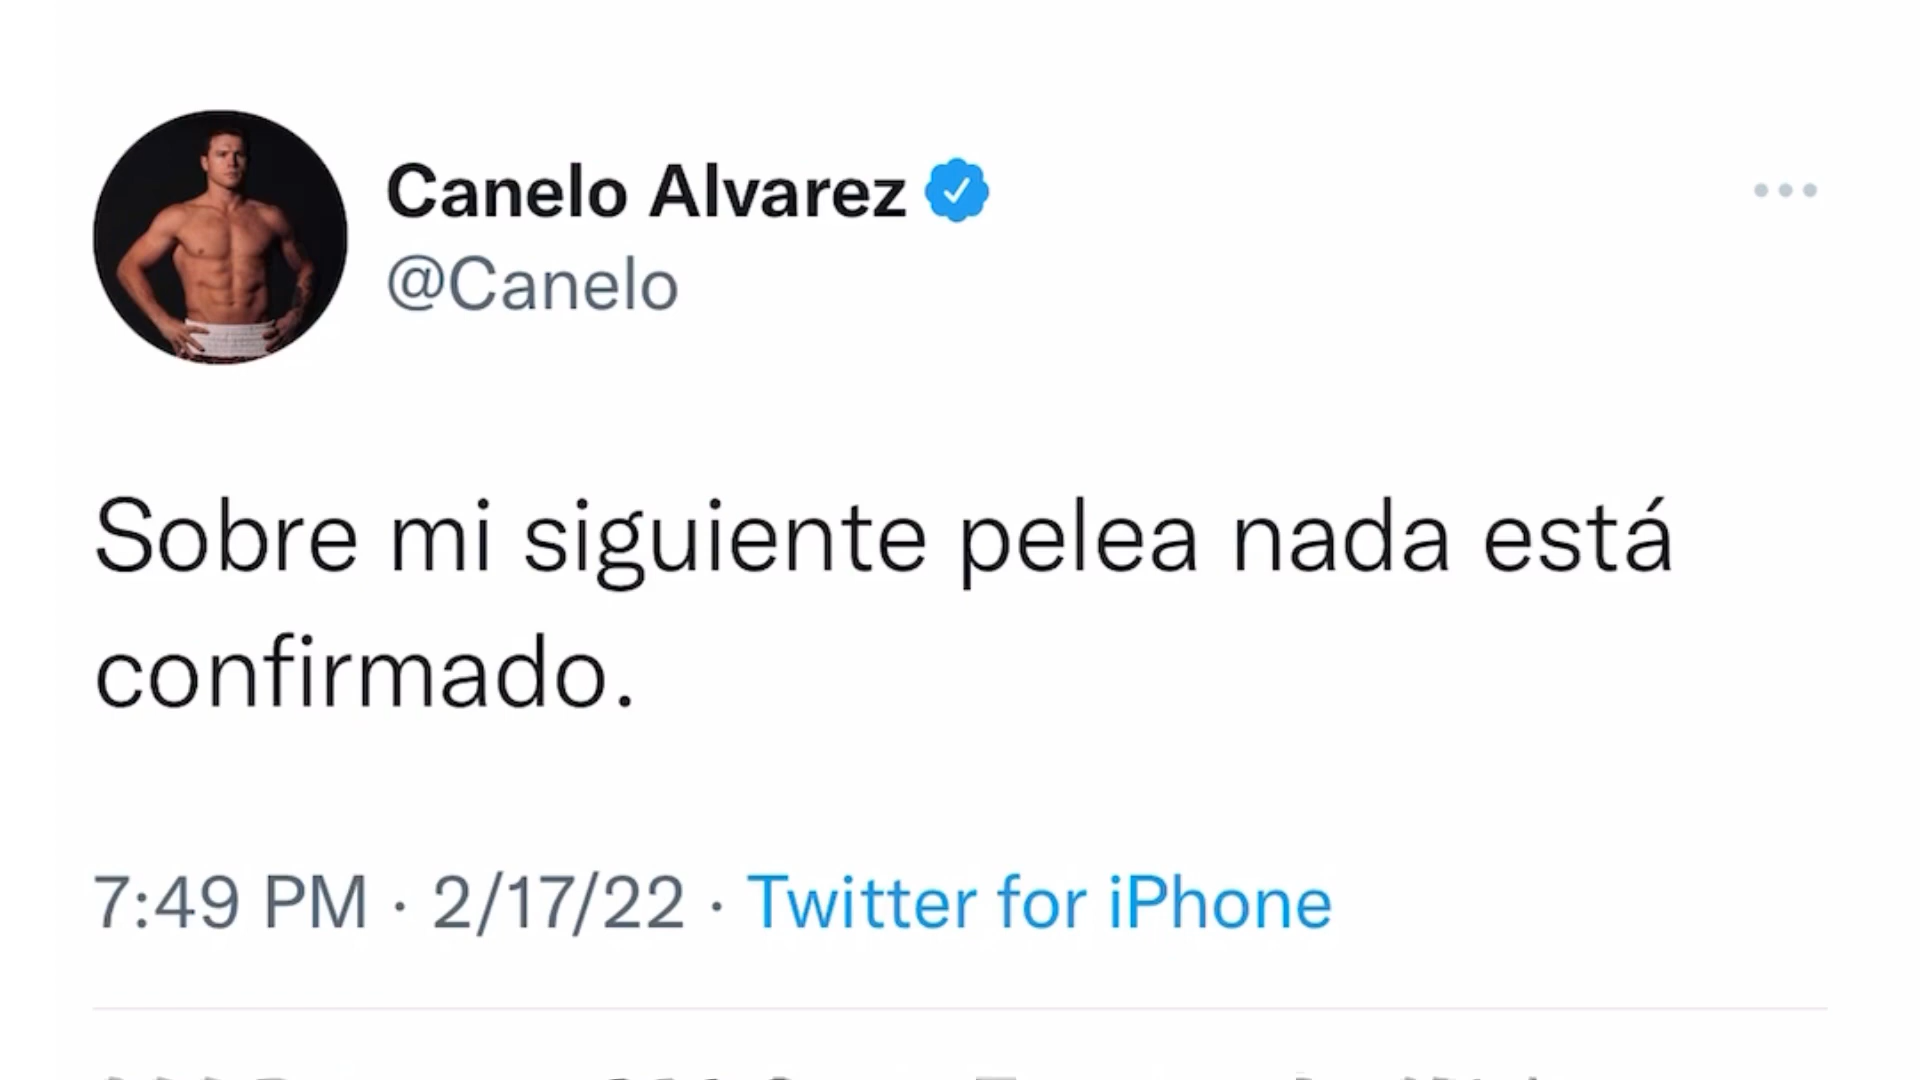 Canelo Alvarez
@Canelo
Sobre mi siguiente pelea nada está
confirmado.
7:49 PM · 2/17/22 · Twitter for iPhone